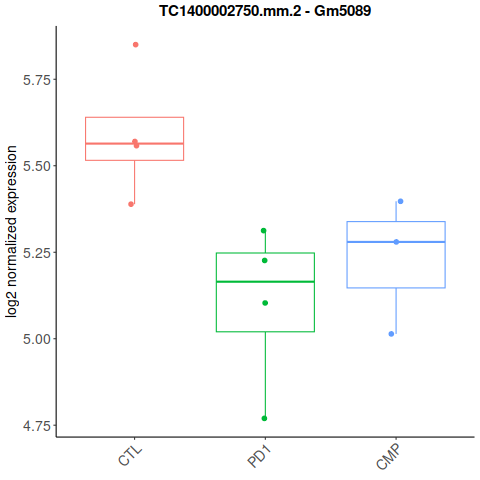 TC1400002750.mm.2 - Gm5089
log2 normalized expression
5.75
5.50
5.25
5.00
4.75
CTL
PD1
CMP